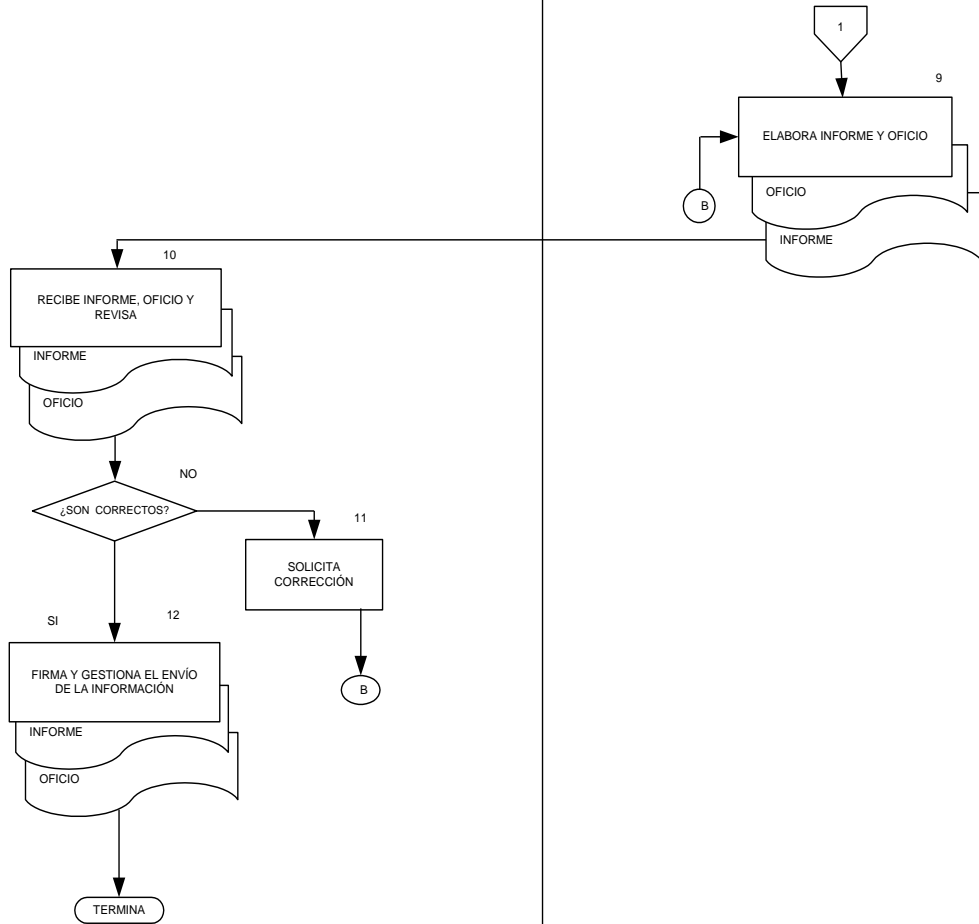 1
9
ELABORA INFORME Y OFICIO
OFICIO
B
INFORME
10
RECIBE INFORME, OFICIO Y
REVISA
INFORME
OFICIO
NO
¿SON CORRECTOS?
11
SOLICITA
CORRECCIÓN
SI
12
FIRMA Y GESTIONA EL ENVÍO
DE LA INFORMACIÓN
B
INFORME
OFICIO
TERMINA